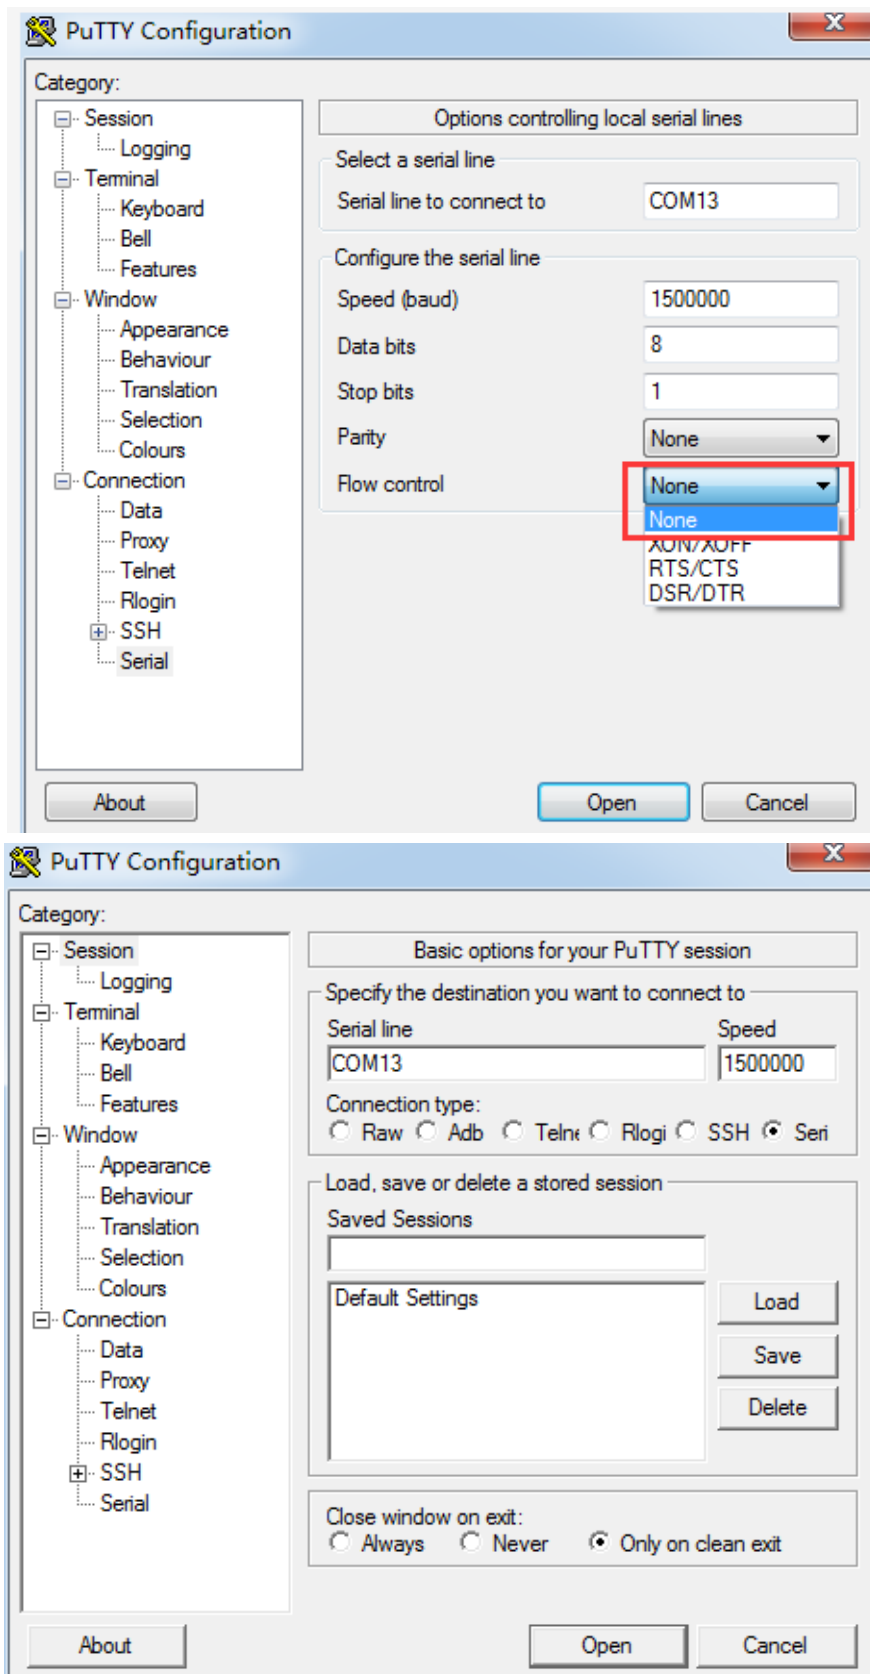 PuTTY Configuration
Category:
Session
Logging
Terminal
Keyboard
Bell
Features
Window
Appearance
Behaviour
Translation
Selection
Colours
Connection
Data
Proxy
Telnet
Rlogin
SSH
Serial
Options controlling local serial lines
Select a serial line
Serial line to connect to COM13
Configure the serial line
Speed (baud) 1500000
Data bits 8
Stop bits 1
Parity None
Flow control None
None
XON/XOFF
RTS/CTS
DSR/DTR
About Open Cancel
PuTTY Configuration
Category:
Session
Logging
Terminal
Keyboard
Bell
Features
Window
Appearance
Behaviour
Translation
Selection
Colours
Connection
Data
Proxy
Telnet
Rlogin
SSH
Serial
Basic options for your PuTTY session
Specify the destination you want to connect to
Serial line Speed
COM13 1500000
Connection type:
Raw Adb Telne Rlogi SSH Seri
Load, save or delete a stored session
Saved Sessions
Default Settings
Load
Save
Delete
Close window on exit:
Always Never Only on clean exit
About Open Cancel